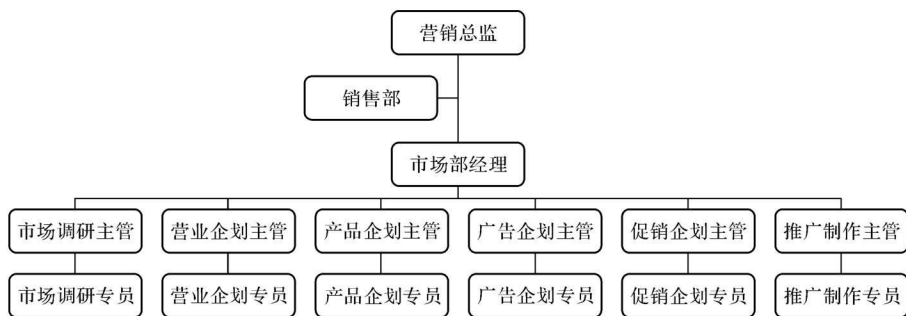 营销总监
销售部
市场部经理
市场调研主管
营业企划主管
产品企划主管
广告企划主管
促销企划主管
推广制作主管
市场调研专员
营业企划专员
产品企划专员
广告企划专员
促销企划专员
推广制作专员